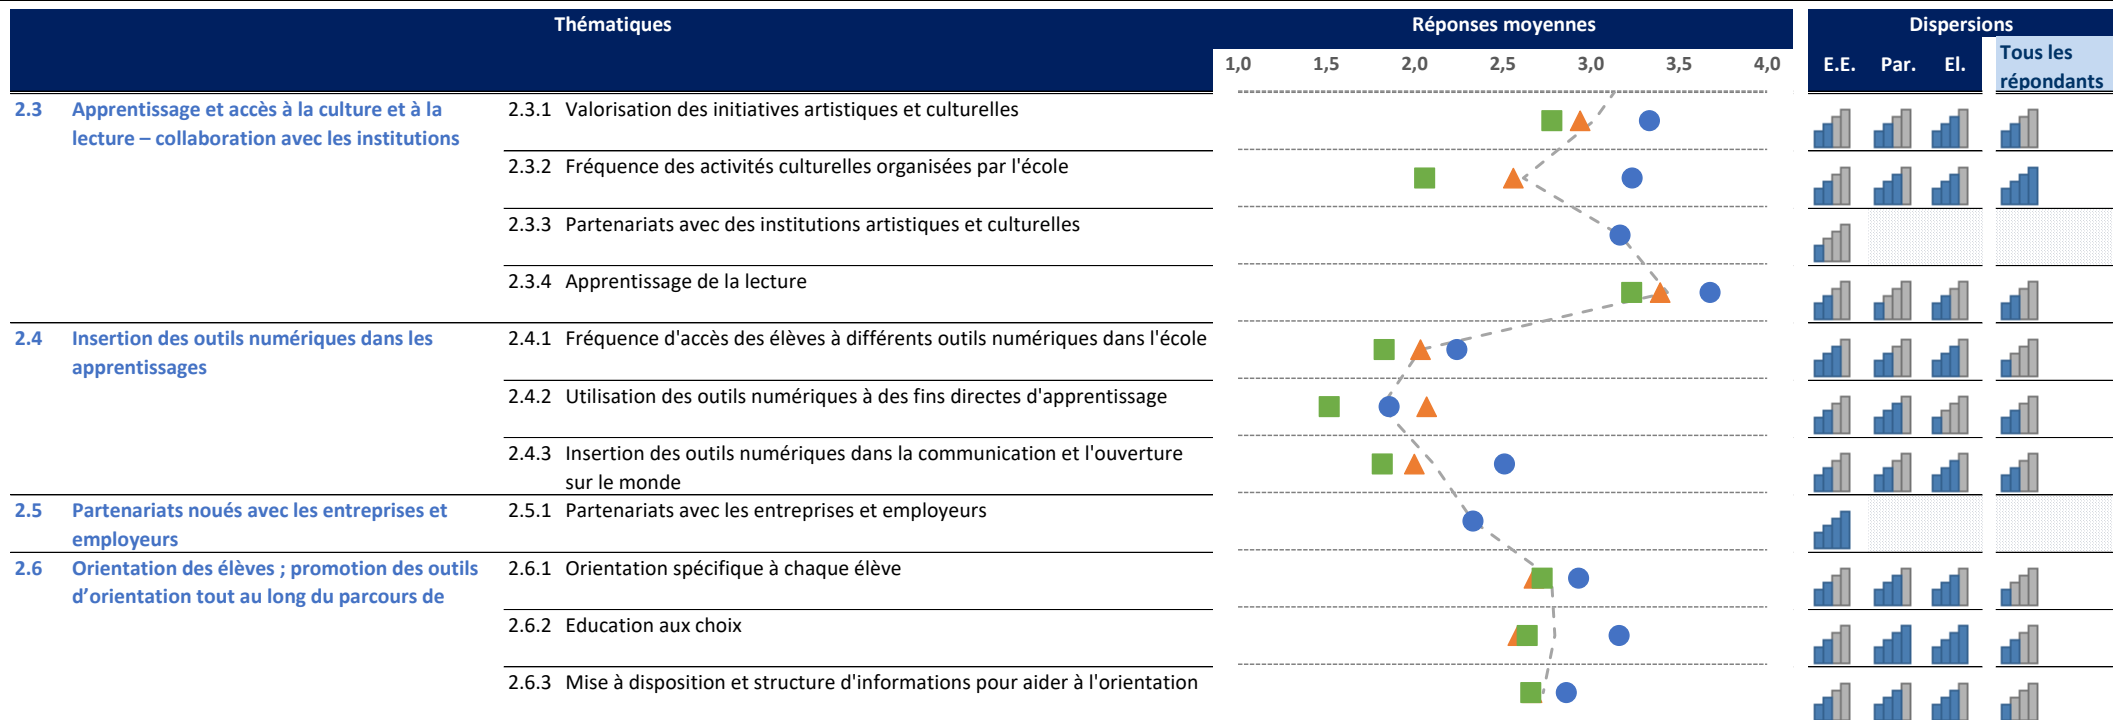 Thématiques
Réponses moyennes
Dispersions
1,0 1,5 2,0 2,5 3,0 3,5 4,0
E.E. Par. El. Tous les
répondants
2.3 Apprentissage et accès à la culture et à la
lecture – collaboration avec les institutions
2.3.1 Valorisation des initiatives artistiques et culturelles
2.3.2 Fréquence des activités culturelles organisées par l'école
2.3.3 Partenariats avec des institutions artistiques et culturelles
2.3.4 Apprentissage de la lecture
2.4 Insertion des outils numériques dans les
apprentissages
2.4.1 Fréquence d'accès des élèves à différents outils numériques dans l'école
2.4.2 Utilisation des outils numériques à des fins directes d'apprentissage
2.4.3 Insertion des outils numériques dans la communication et l'ouverture
sur le monde
2.5 Partenariats noués avec les entreprises et
employeurs
2.5.1 Partenariats avec les entreprises et employeurs
2.6 Orientation des élèves ; promotion des outils
d’orientation tout au long du parcours de
2.6.1 Orientation spécifique à chaque élève
2.6.2 Education aux choix
2.6.3 Mise à disposition et structure d'informations pour aider à l'orientation